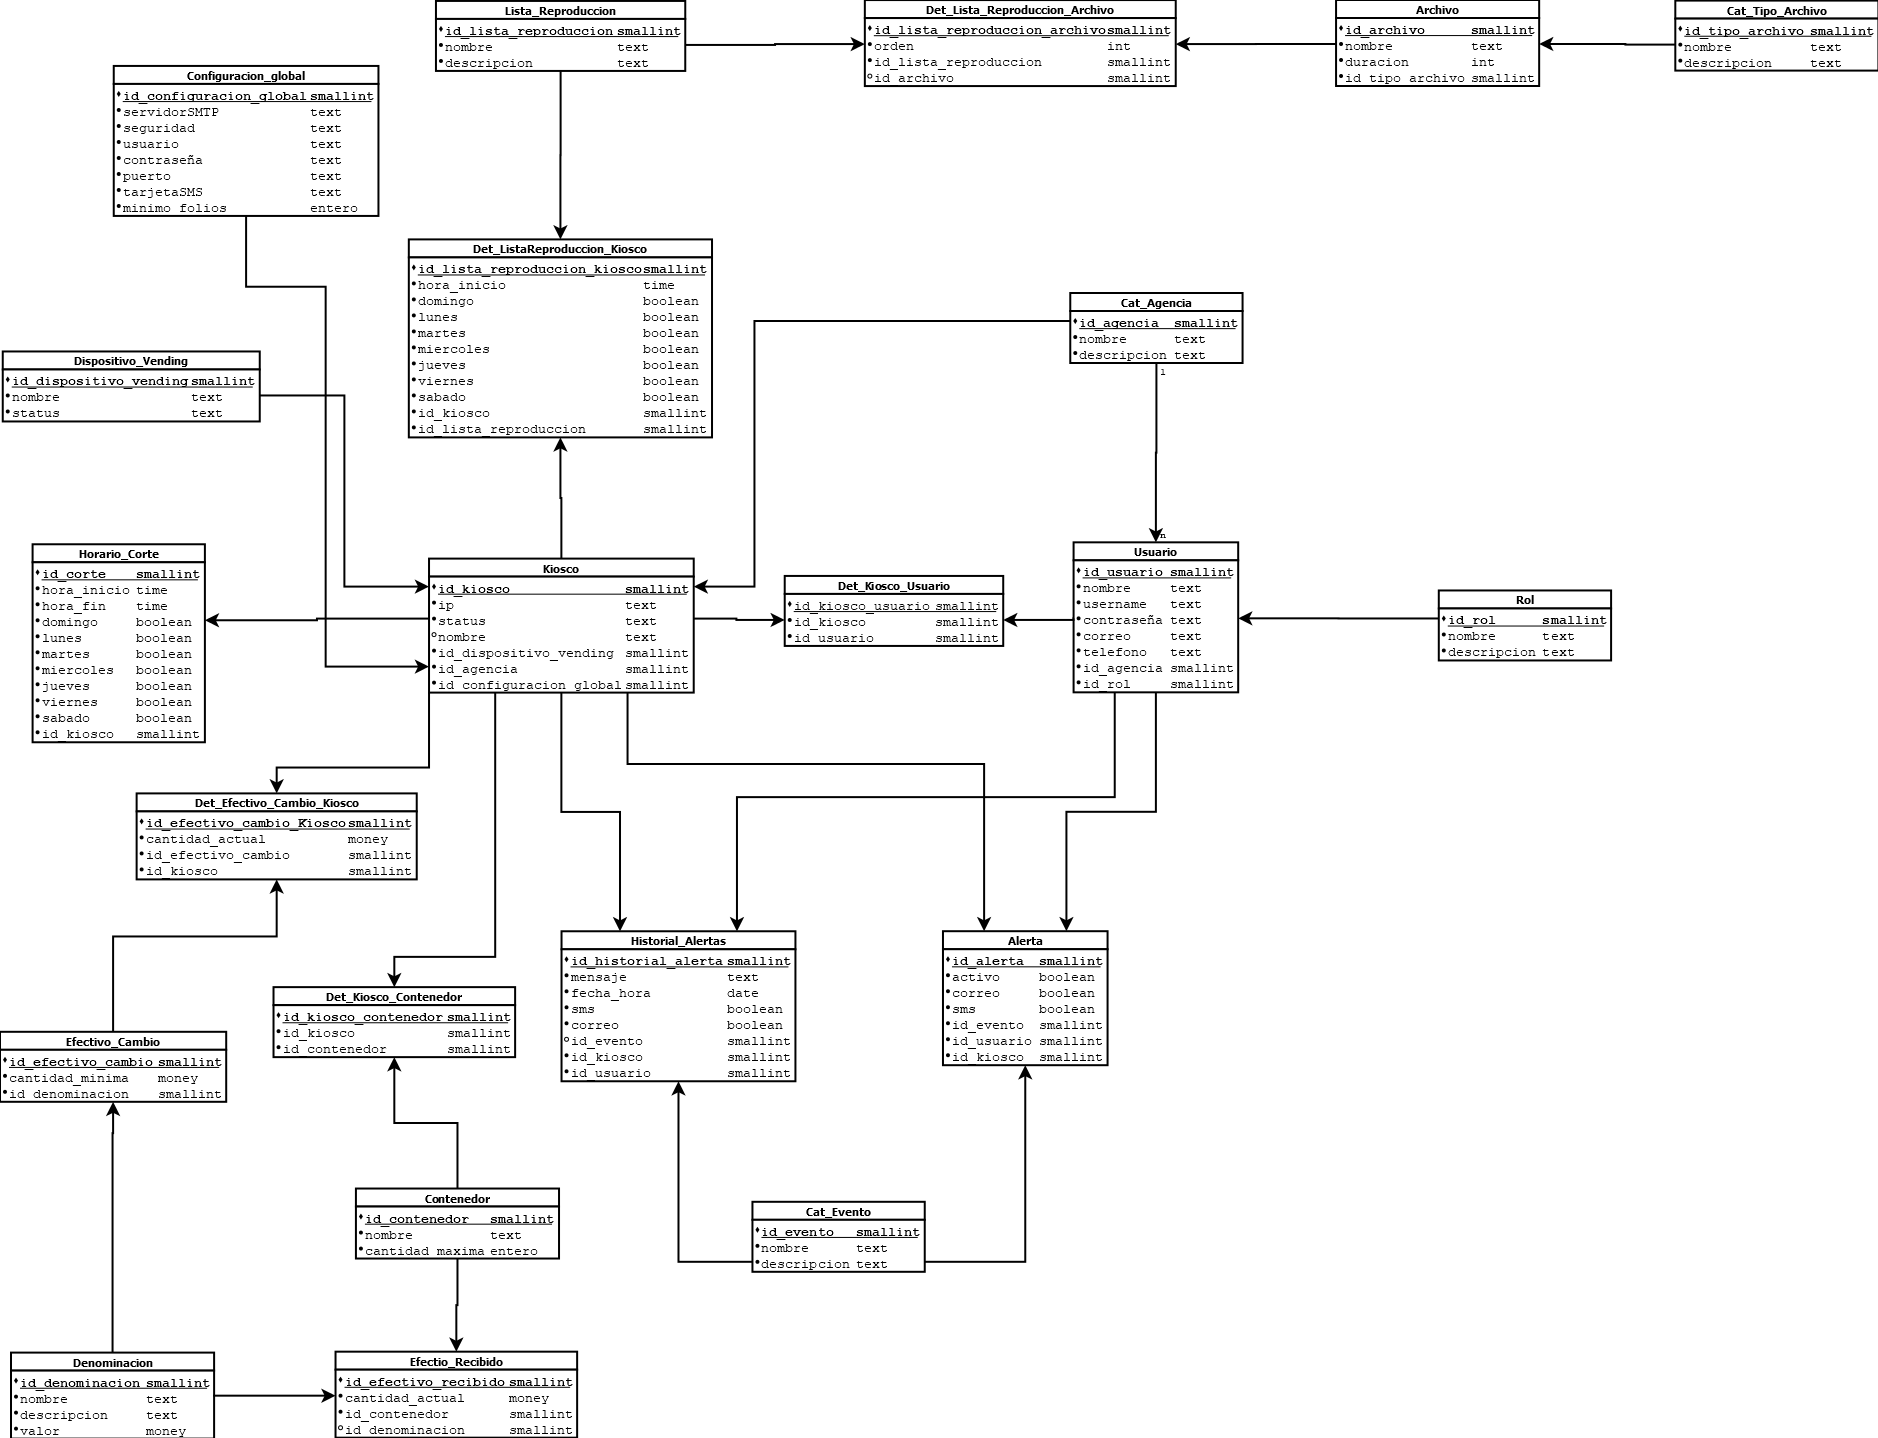 Lista_Reproduccion
id_lista_reproduccion smallint
nombre text
descripcion text
Det_Lista_Reproduccion_Archivo
id_lista_reproduccion_archivo smallint
orden int
id_lista_reproduccion smallint
id_archivo smallint
Archivo
id_archivo smallint
nombre text
duracion int
id_tipo_archivo smallint
Cat_Tipo_Archivo
id_tipo_archivo smallint
nombre text
descripcion text
Configuracion_global
id_configuracion_global smallint
servidorSMTP text
seguridad text
usuario text
contraseña text
puerto text
tarjetaSMS text
minimo_folios entero
Det_ListaReproduccion_Kiosco
id_lista_reproduccion_kiosco smallint
hora_inicio time
domingo boolean
lunes boolean
martes boolean
miercoles boolean
jueves boolean
viernes boolean
sabado boolean
id_kiosco smallint
id_lista_reproduccion smallint
Cat_Agencia
id_agencia smallint
nombre text
descripcion text
1
n
Dispositivo_Vending
id_dispositivo_vending smallint
nombre text
status text
Horario_Corte
id_corte smallint
hora_inicio time
hora_fin time
domingo boolean
lunes boolean
martes boolean
miercoles boolean
jueves boolean
viernes boolean
sabado boolean
id_kiosco smallint
Kiosco
id_kiosco smallint
ip text
status text
nombre text
id_dispositivo_vending smallint
id_agencia smallint
id_configuracion_global smallint
Det_Kiosco_Usuario
id_kiosco_usuario smallint
id_kiosco smallint
id_usuario smallint
Usuario
id_usuario smallint
nombre text
username text
contraseña text
correo text
telefono text
id_agencia smallint
id_rol smallint
Rol
id_rol smallint
nombre text
descripcion text
Det_Efectivo_Cambio_Kiosco
id_efectivo_cambio_Kiosco smallint
cantidad_actual money
id_efectivo_cambio smallint
id_kiosco smallint
Historial_Alertas
id_historial_alerta smallint
mensaje text
fecha_hora date
sms boolean
correo boolean
id_evento smallint
id_kiosco smallint
id_usuario smallint
Alerta
id_alerta smallint
activo boolean
correo boolean
sms boolean
id_evento smallint
id_usuario smallint
id_kiosco smallint
Det_Kiosco_Contenedor
id_kiosco_contenedor smallint
id_kiosco smallint
id_contenedor smallint
Efectivo_Cambio
id_efectivo_cambio smallint
cantidad_minima money
id_denominacion smallint
Contenedor
id_contenedor smallint
nombre text
cantidad_maxima entero
Cat_Evento
id_evento smallint
nombre text
descripcion text
Denominacion
id_denominacion smallint
nombre text
descripcion text
valor money
Efectio_Recibido
id_efectivo_recibido smallint
cantidad_actual money
id_contenedor smallint
id_denominacion smallint